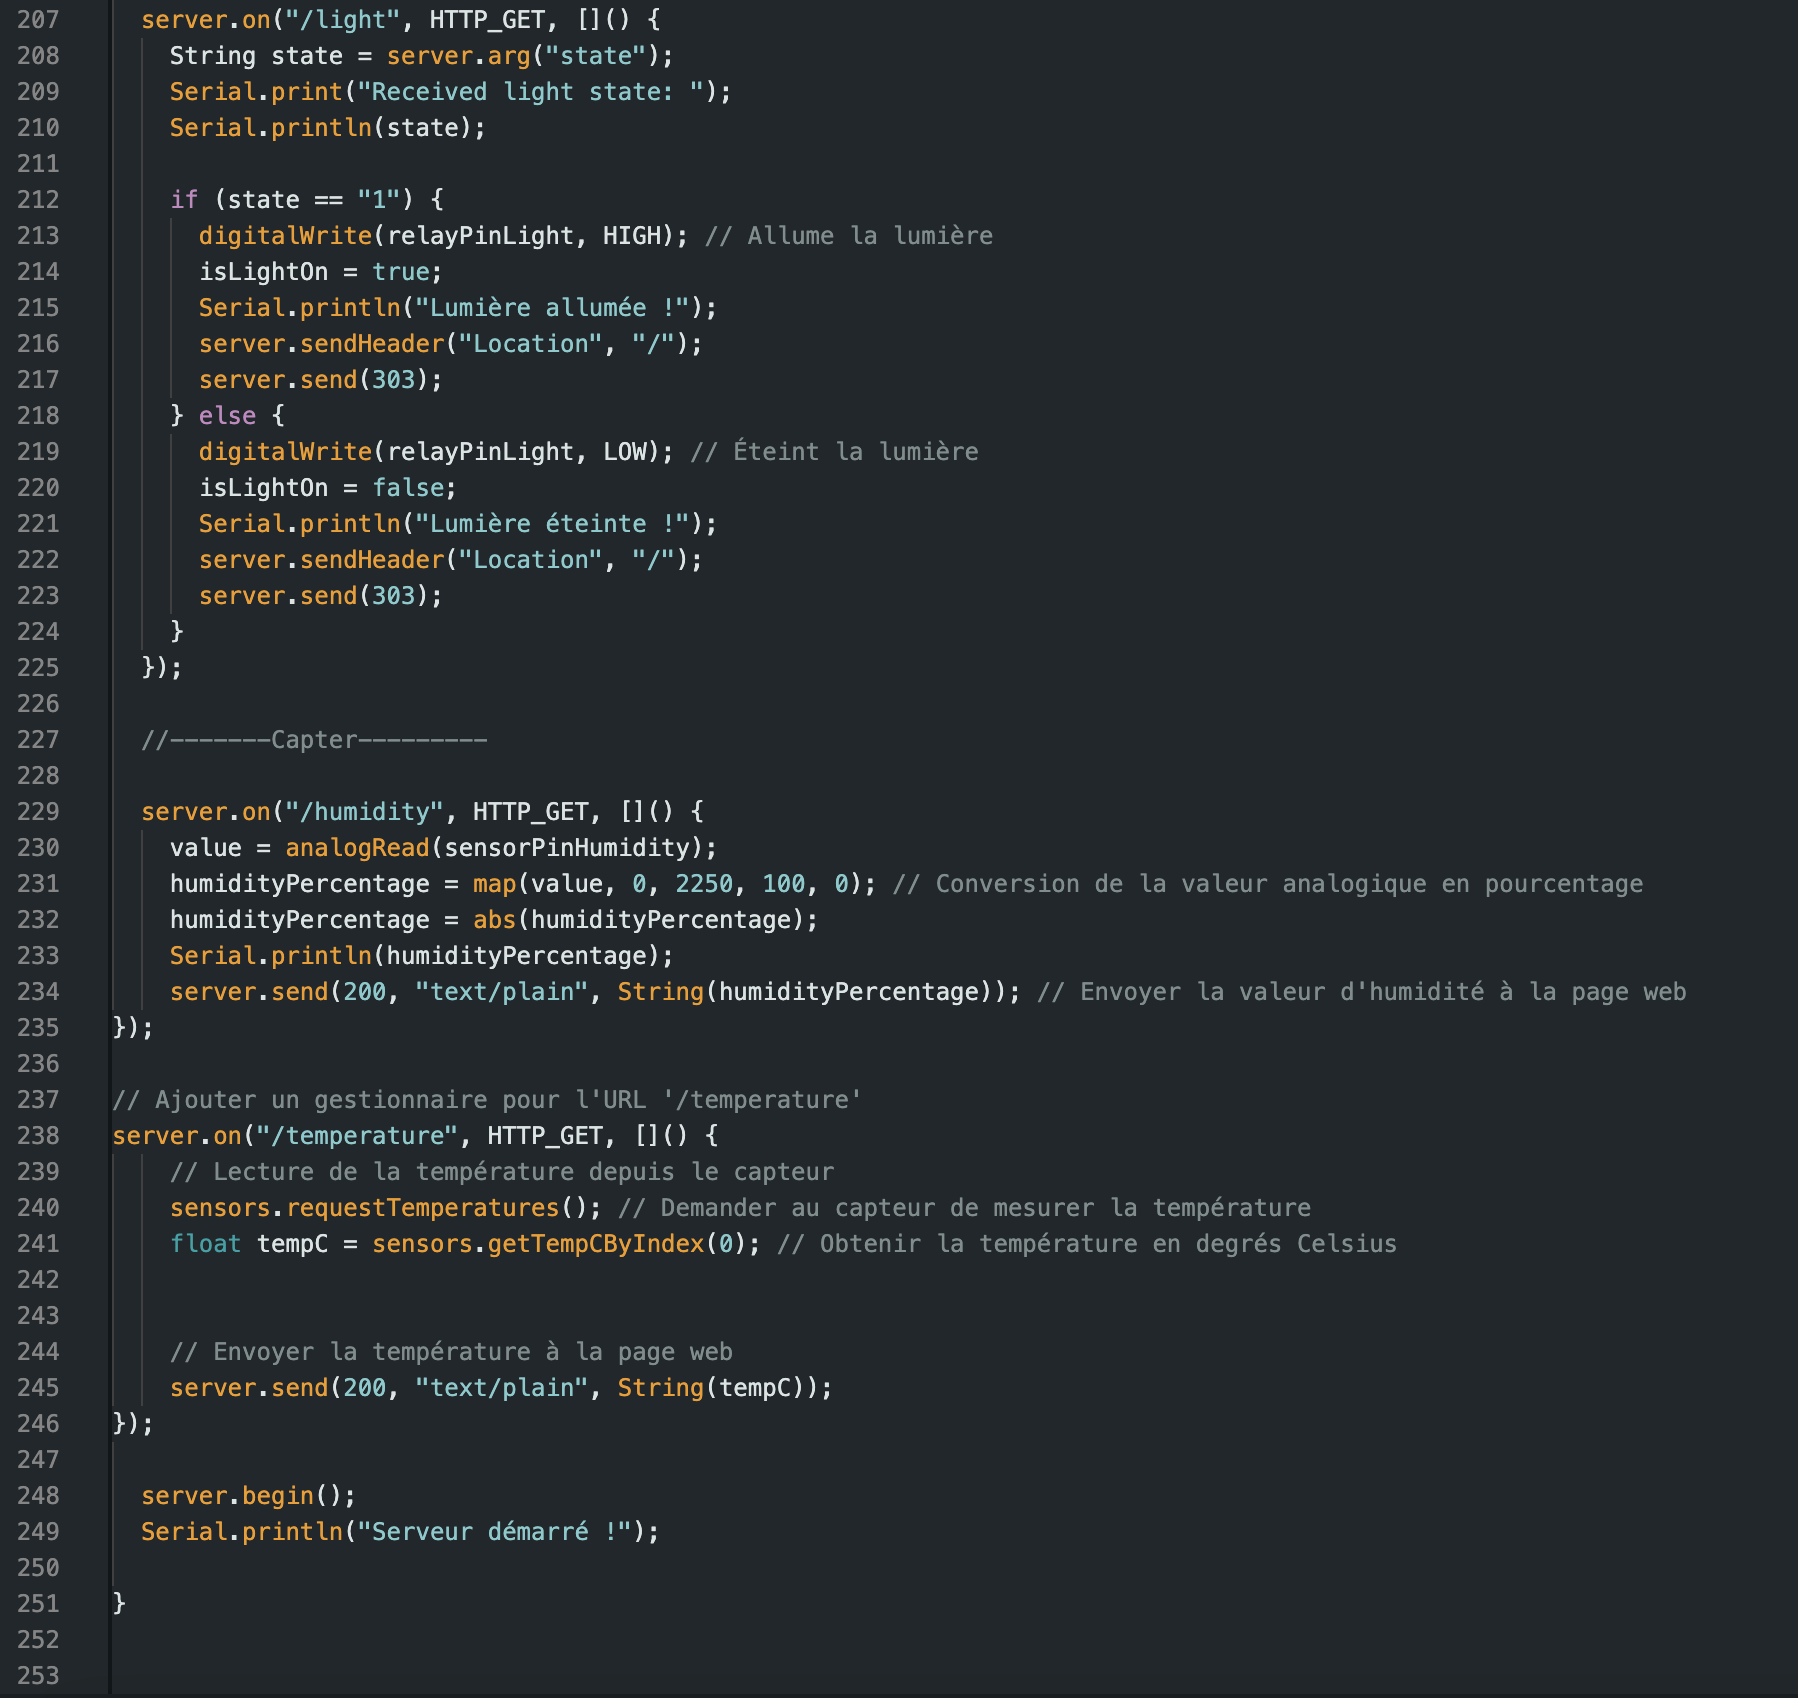 207 server.on("/light", HTTP_GET, []() {
208 String state = server.arg("state");
209 Serial.print("Received light state: ");
210 Serial.println(state);
211
212 if (state == "1") {
213 digitalWrite(relayPinLight, HIGH); // Allume la lumière
214 isLightOn = true;
215 Serial.println("Lumière allumée !");
216 server.sendHeader("Location", "/");
217 server.send(303);
218 } else {
219 digitalWrite(relayPinLight, LOW); // Éteint la lumière
220 isLightOn = false;
221 Serial.println("Lumière éteinte !");
222 server.sendHeader("Location", "/");
223 server.send(303);
224 }
225 });
226
227 //-------Capter---------
228
229 server.on("/humidity", HTTP_GET, []() {
230 value = analogRead(sensorPinHumidity);
231 humidityPercentage = map(value, 0, 2250, 100, 0); // Conversion de la valeur analogique en pourcentage
232 humidityPercentage = abs(humidityPercentage);
233 Serial.println(humidityPercentage);
234 server.send(200, "text/plain", String(humidityPercentage)); // Envoyer la valeur d'humidité à la page web
235 });
236
237 // Ajouter un gestionnaire pour l'URL '/temperature'
238 server.on("/temperature", HTTP_GET, []() {
239 // Lecture de la température depuis le capteur
240 sensors.requestTemperatures(); // Demander au capteur de mesurer la température
241 float tempC = sensors.getTempCByIndex(0); // Obtenir la température en degrés Celsius
242
243
244 // Envoyer la température à la page web
245 server.send(200, "text/plain", String(tempC));
246 });
247
248 server.begin();
249 Serial.println("Serveur démarré !");
250
251 }
252
253